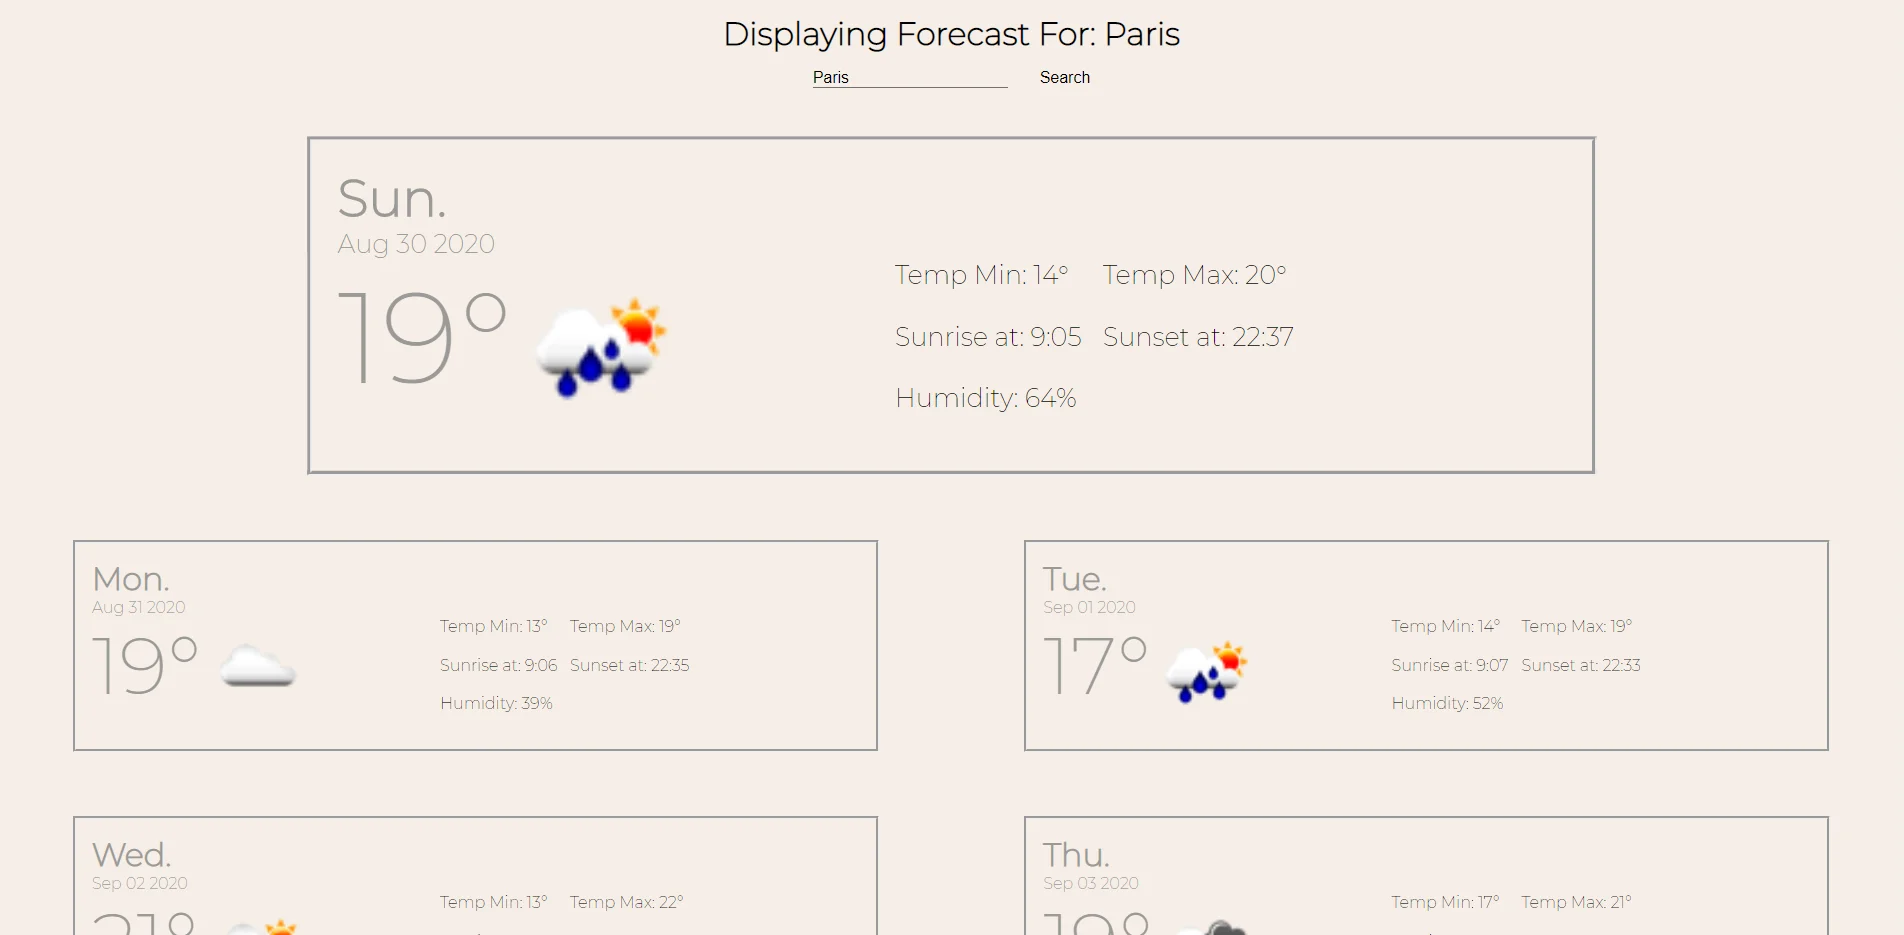 Displaying Forecast For: Paris
Paris
Search
Sun.
Aug 30 2020
19°
Temp Min: 14° Temp Max: 20°
Sunrise at: 9:05 Sunset at: 22:37
Humidity: 64%
Mon.
Aug 31 2020
19°
Temp Min: 13° Temp Max: 19°
Sunrise at: 9:06 Sunset at: 22:35
Humidity: 39%
Tue.
Sep 01 2020
17°
Temp Min: 14° Temp Max: 19°
Sunrise at: 9:07 Sunset at: 22:33
Humidity: 52%
Wed.
Sep 02 2020
21°
Temp Min: 13° Temp Max: 22°
Thu.
Sep 03 2020
Temp Min: 17° Temp Max: 21°